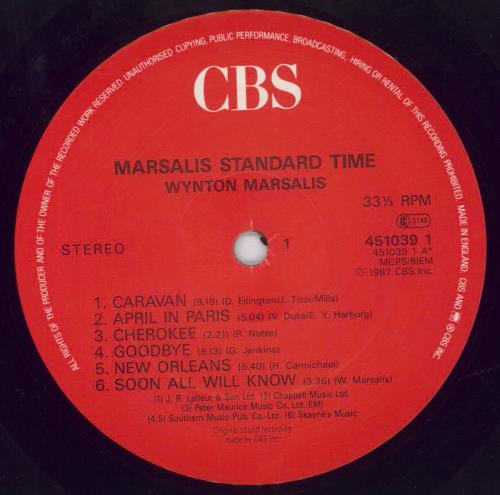 ALL RIGHTS OF THE PRODUCER AND OF THE OWNER OF THE RECORDED WORK RESERVED. UNAUTHORISED COPYING, PUBLIC PERFORMANCE, BROADCASTING, HIRING OR RENTAL OF THIS RECORDING PROHIBITED. MADE IN ENGLAND. CBS AND ℗ © CBS INC.
CBS
MARSALIS STANDARD TIME
WYNTON MARSALIS
33⅓ RPM
STEREO
1
451039 1
451039 1 A*
MCPS/BIEM
℗ 1987 CBS Inc.
1. CARAVAN (8.18) (D. Ellington/J. Tizol/Mills)
2. APRIL IN PARIS (5.04) (V. Duke/E. Y. Harburg)
3. CHEROKEE (2.21) (R. Noble)
4. GOODBYE (8.13) (G. Jenkins)
5. NEW ORLEANS (5.40) (H. Carmichael)
6. SOON ALL WILL KNOW (3.36) (W. Marsalis)
(1) J. R. Lafleur & Son Ltd. (2) Chappell Music Ltd.
(3) Peter Maurice Music Co. Ltd./EMI
(4,5) Southern Music Pub. Co. Ltd. (6) Skayne's Music
Original sound recording
made by CBS Inc.